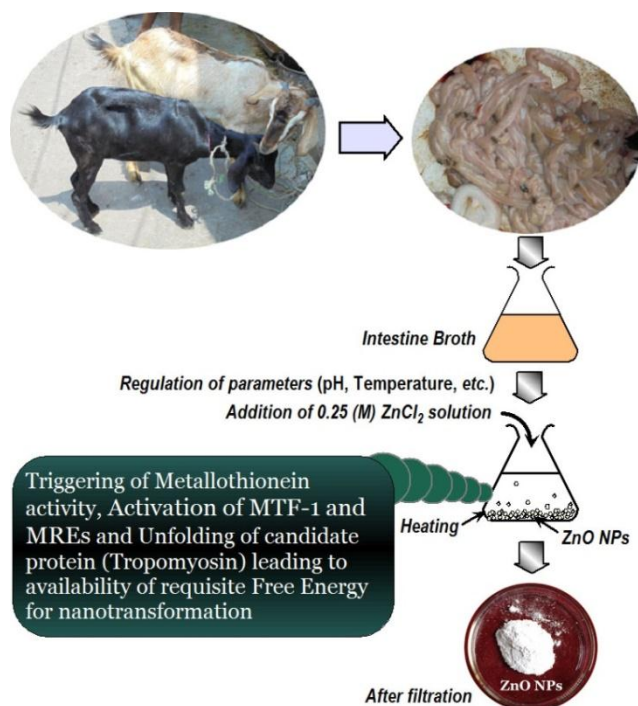 Intestine Broth
Regulation of parameters (pH, Temperature, etc.)
Addition of 0.25 (M) ZnCl₂ solution
Triggering of Metallothionein
activity, Activation of MTF-1 and
MREs and Unfolding of candidate
protein (Tropomyosin) leading to
availability of requisite Free Energy
for nanotransformation
Heating
ZnO NPs
ZnO NPs
After filtration